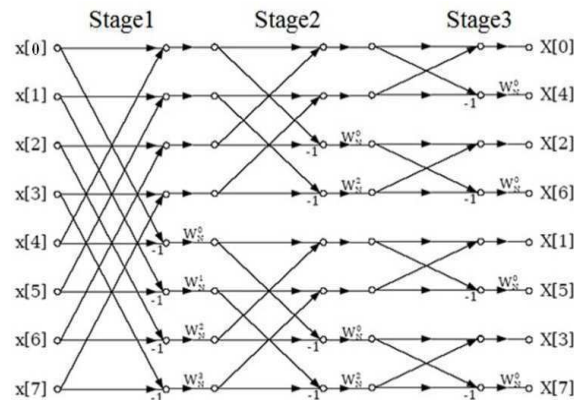 Stage1 Stage2 Stage3
x[0] X[0]
x[1] -1 W_N^0 X[4]
x[2] -1 W_N^0 X[2]
x[3] -1 W_N^2 -1 W_N^0 X[6]
x[4] -1 W_N^0 X[1]
x[5] -1 W_N^1 -1 W_N^0 X[5]
x[6] -1 W_N^2 -1 W_N^0 X[3]
x[7] -1 W_N^3 -1 W_N^2 -1 W_N^0 X[7]